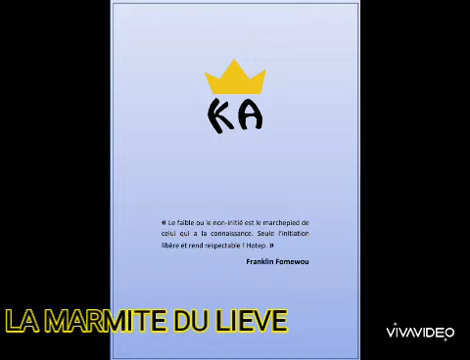 KA
« Le faible ou le non-initié est le marchepied de
celui qui a la connaissance. Seule l'initiation
libère et rend respectable ! Hotep. »
Franklin Fomewou
LA MARMITE DU LIEVE
VIVAVIDEO